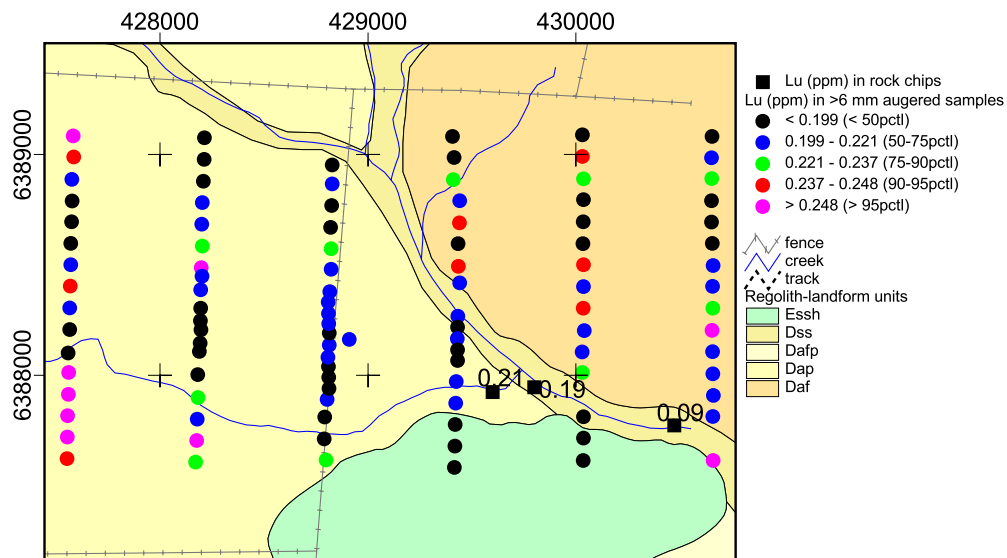 428000 429000 430000
6389000
6388000
0.21
0.19
0.09
Lu (ppm) in rock chips
Lu (ppm) in >6 mm augered samples
< 0.199 (< 50pctl)
0.199 - 0.221 (50-75pctl)
0.221 - 0.237 (75-90pctl)
0.237 - 0.248 (90-95pctl)
> 0.248 (> 95pctl)
fence
creek
track
Regolith-landform units
Essh
Dss
Dafp
Dap
Daf